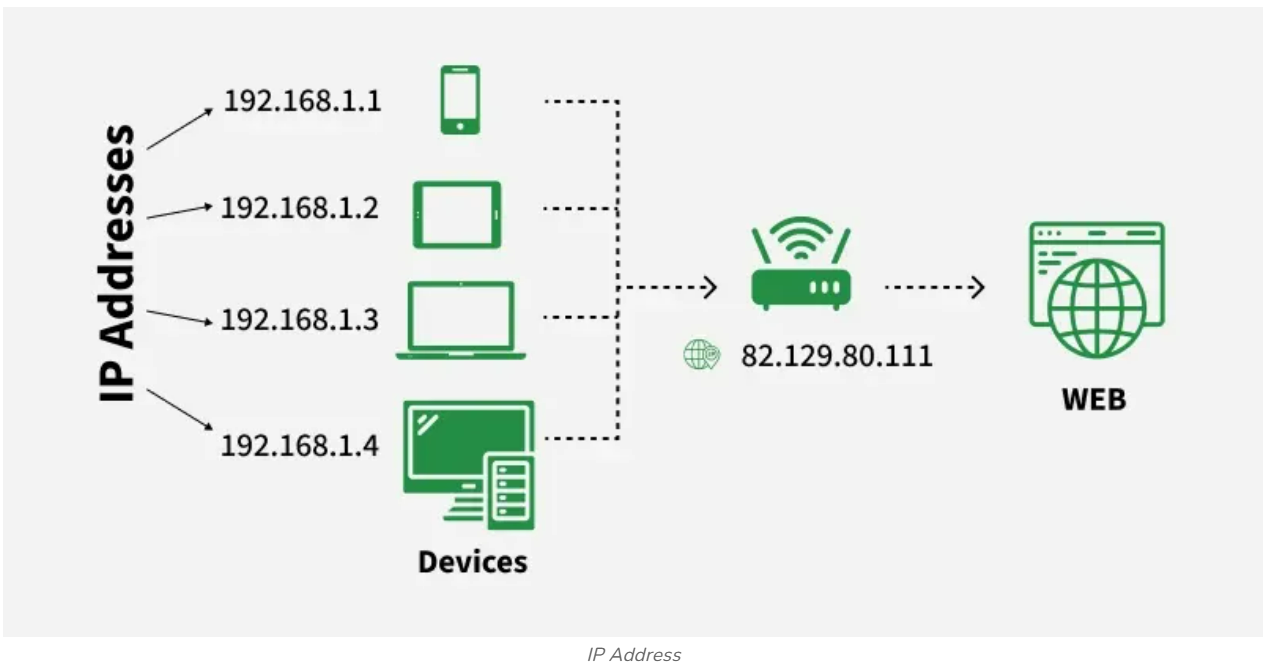 IP Addresses
192.168.1.1
192.168.1.2
192.168.1.3
192.168.1.4
Devices
82.129.80.111
WEB
IP Address